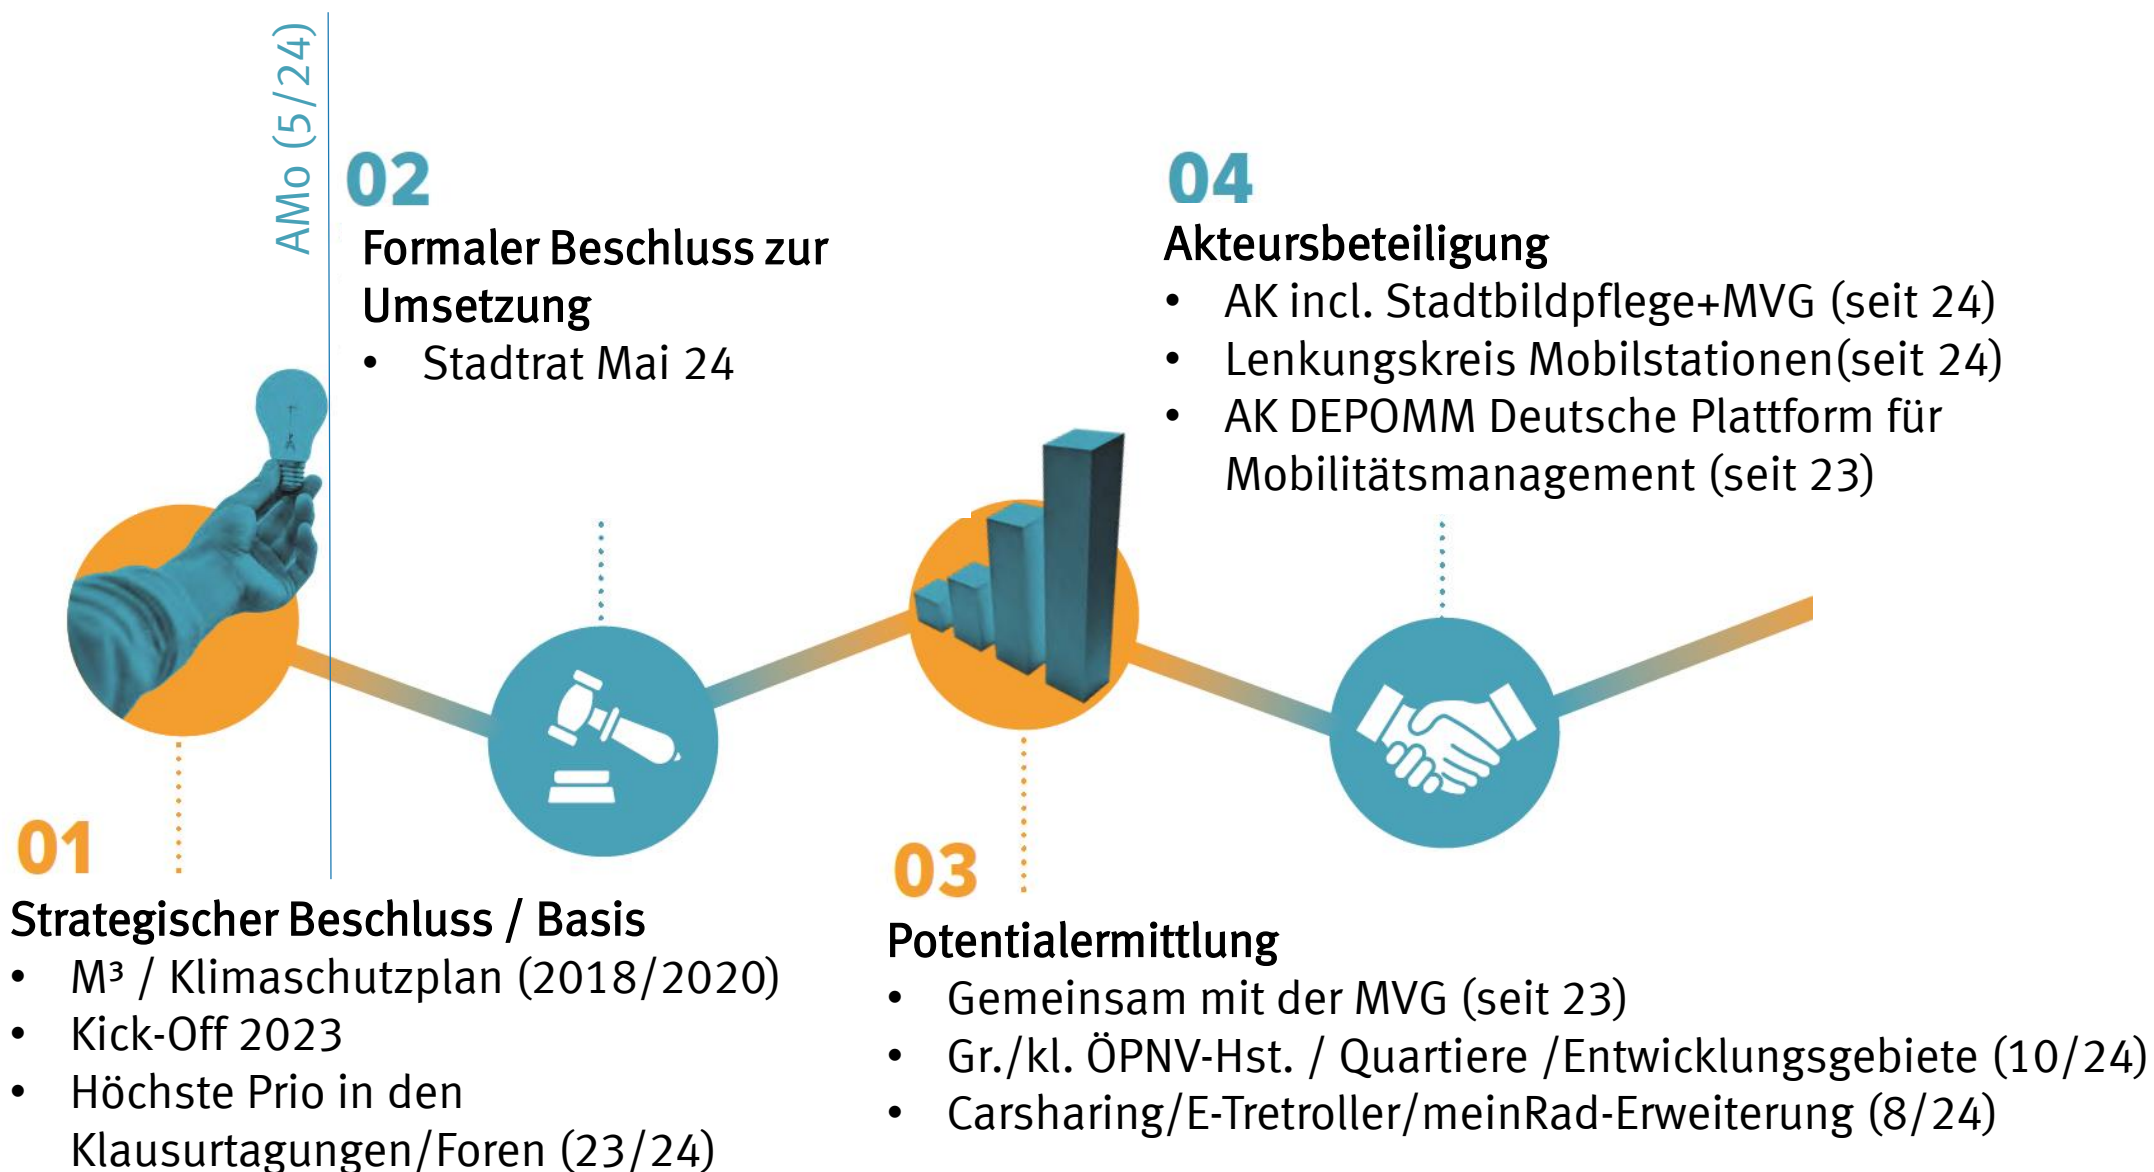 AMo (5/24)
01
Strategischer Beschluss / Basis
• M³ / Klimaschutzplan (2018/2020)
• Kick-Off 2023
• Höchste Prio in den
Klausurtagungen/Foren (23/24)
02
Formaler Beschluss zur
Umsetzung
• Stadtrat Mai 24
03
Potentialermittlung
• Gemeinsam mit der MVG (seit 23)
• Gr./kl. ÖPNV-Hst. / Quartiere /Entwicklungsgebiete (10/24)
• Carsharing/E-Tretroller/meinRad-Erweiterung (8/24)
04
Akteursbeteiligung
• AK incl. Stadtbildpflege+MVG (seit 24)
• Lenkungskreis Mobilstationen(seit 24)
• AK DEPOMM Deutsche Plattform für
Mobilitätsmanagement (seit 23)